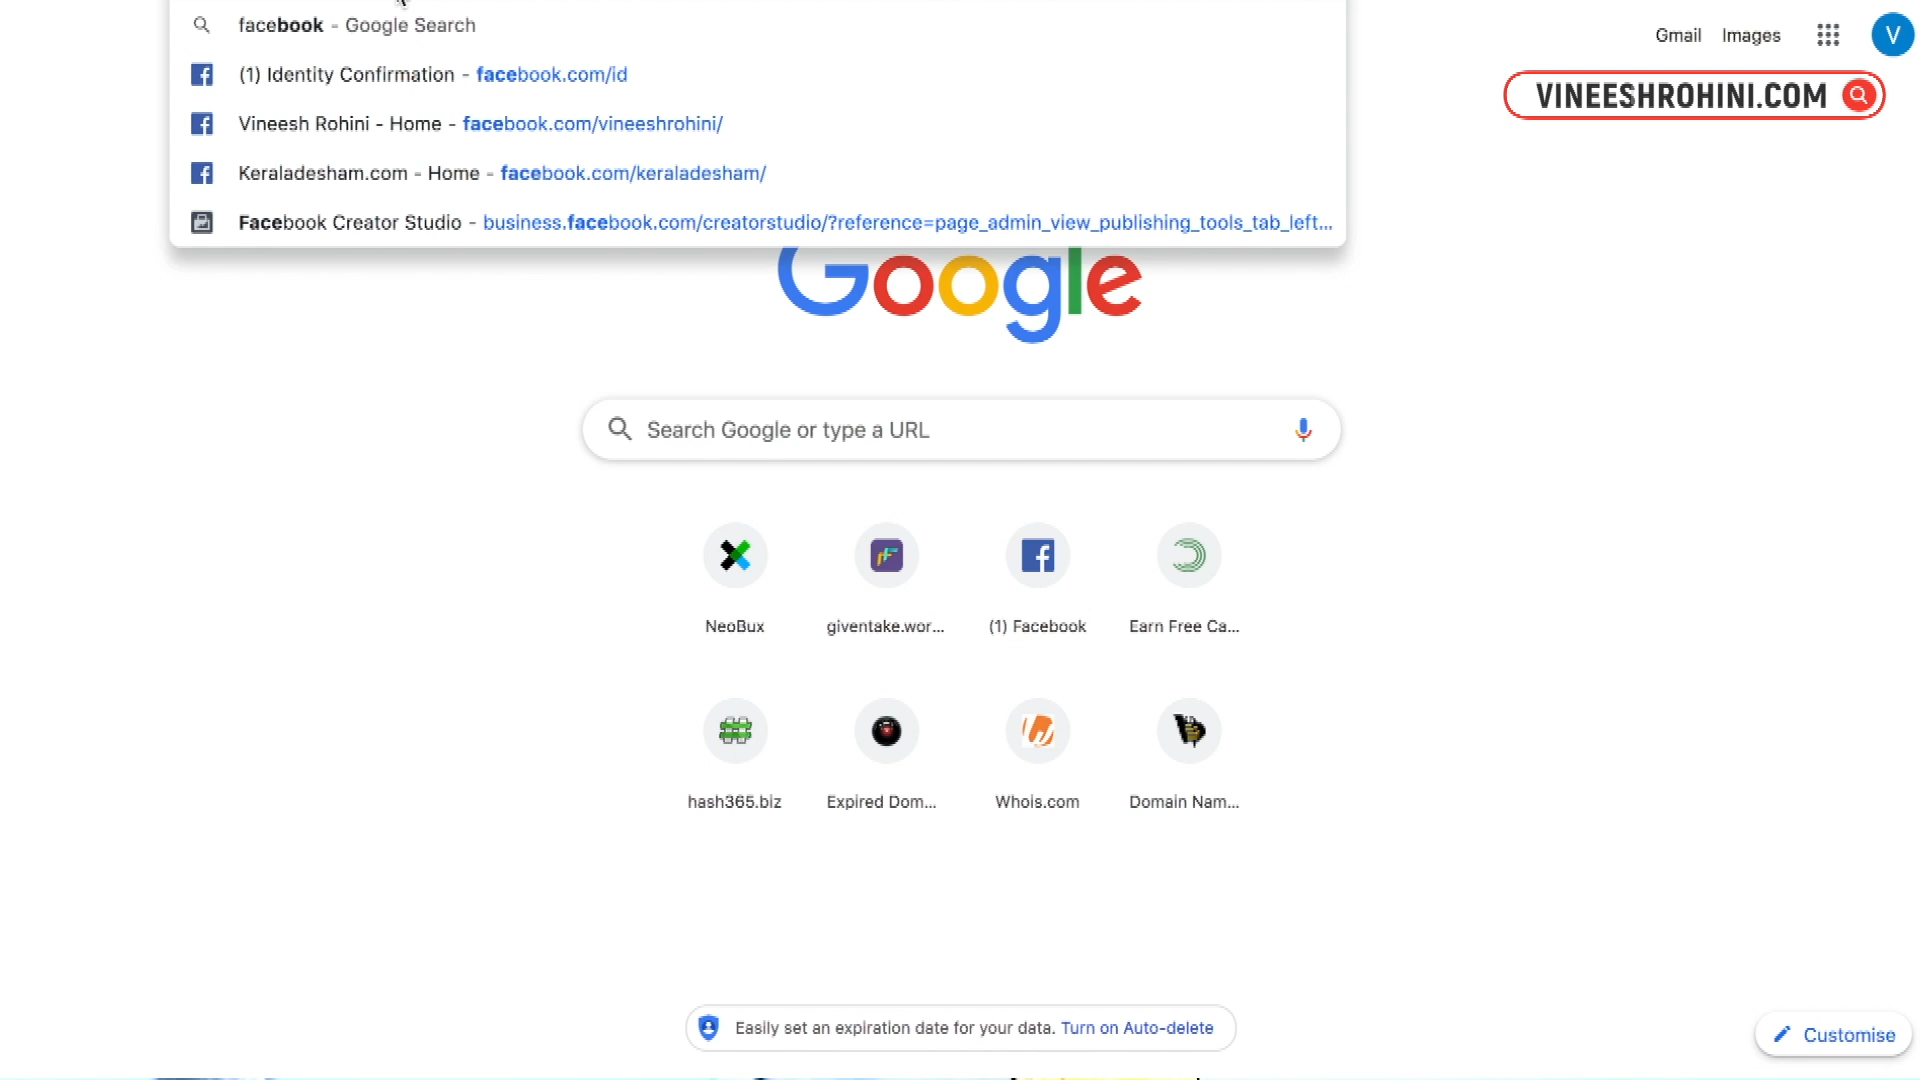 facebook - Google Search
(1) Identity Confirmation - facebook.com/id
Vineesh Rohini - Home - facebook.com/vineeshrohini/
Keraladesham.com - Home - facebook.com/keraladesham/
Facebook Creator Studio - business.facebook.com/creatorstudio/?reference=page_admin_view_publishing_tools_tab_left...
Gmail Images V
VINEESHROHINI.COM
Google
Search Google or type a URL
NeoBux giventake.wor... (1) Facebook Earn Free Ca...
hash365.biz Expired Dom... Whois.com Domain Nam...
Easily set an expiration date for your data. Turn on Auto-delete
Customise